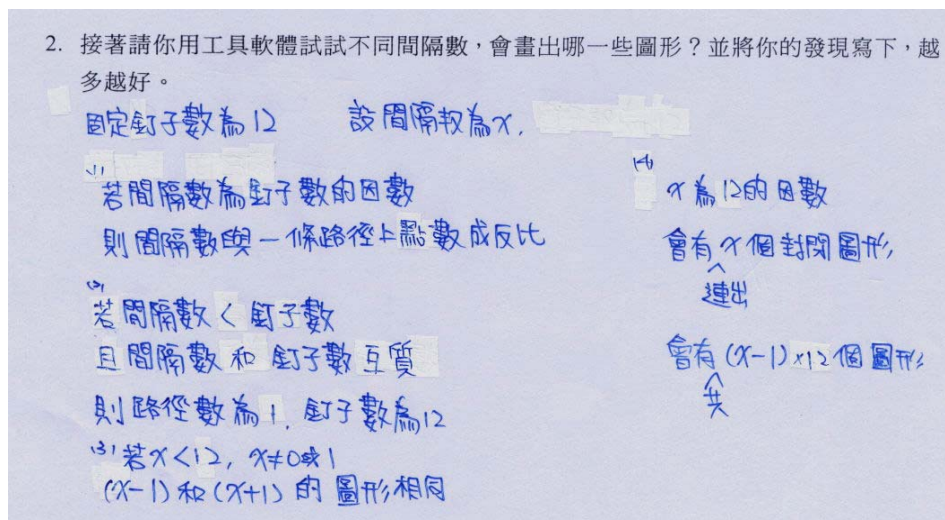 2. 接著請你用工具軟體試試不同間隔數，會畫出哪一些圖形？並將你的發現寫下，越
多越好。
固定釘子數為12　設間隔數為x.
(1)
若間隔數為釘子數的因數
則間隔數與一條路徑上點數成反比
(2)
若間隔數 < 釘子數
且間隔數和釘子數互質
則路徑數為1, 釘子數為12
(3) 若x<12, x≠0或1
(x-1)和(x+1)的圖形相同
(4)
x為12的因數
會有x個封閉圖形
連出
會有(x-1)×12個圖形
共